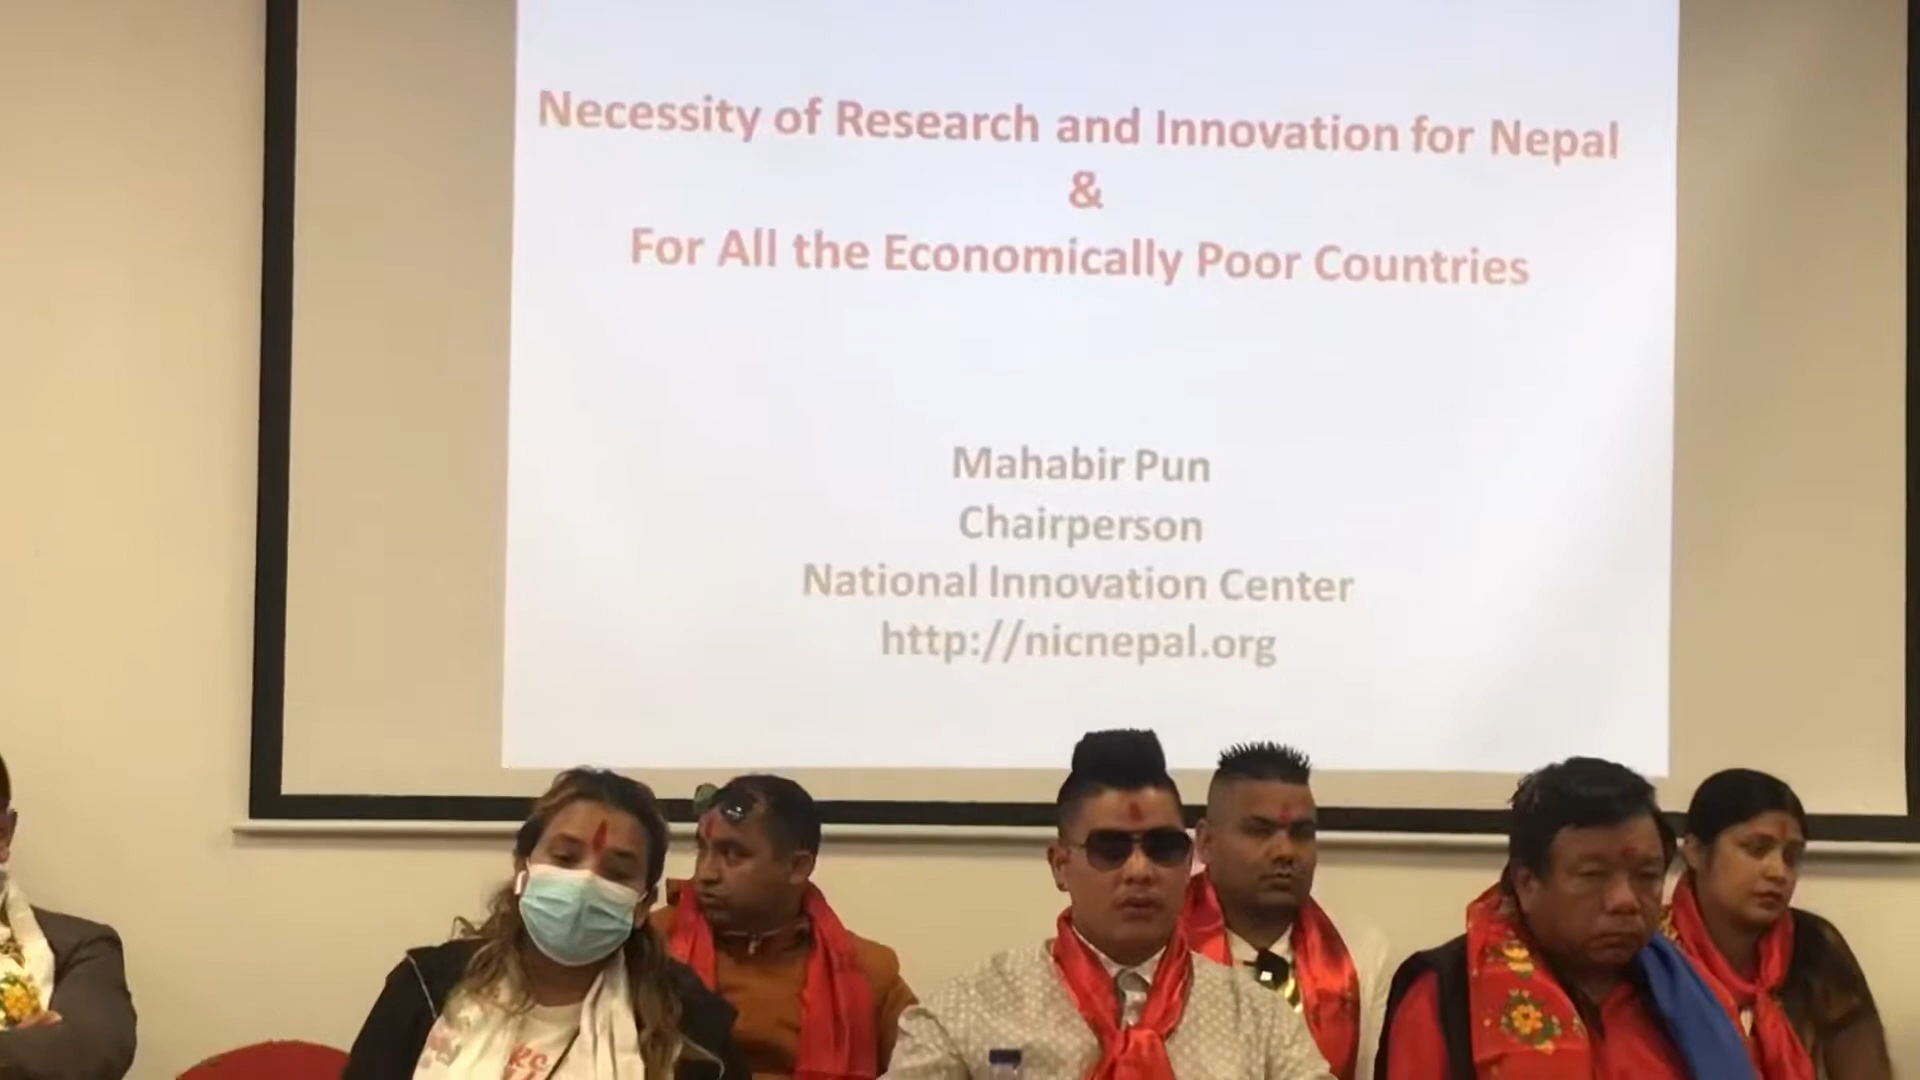 Necessity of Research and Innovation for Nepal
&
For All the Economically Poor Countries
Mahabir Pun
Chairperson
National Innovation Center
http://nicnepal.org